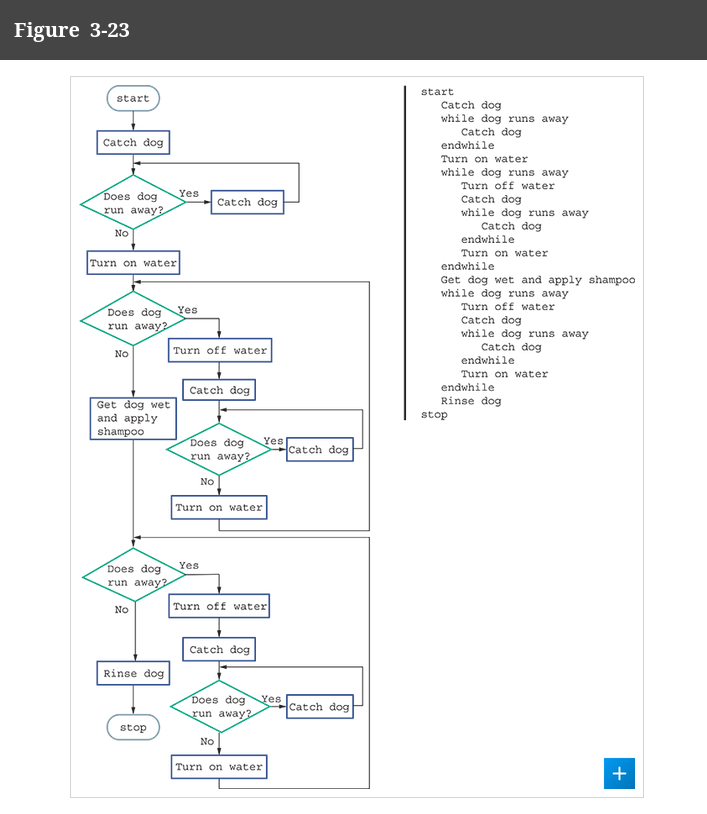 Figure 3-23
start
Catch dog
Does dog
run away?
Yes
Catch dog
No
Turn on water
Does dog
run away?
Yes
Turn off water
No
Catch dog
Get dog wet
and apply
shampoo
Does dog
run away?
Yes
Catch dog
No
Turn on water
Does dog
run away?
Yes
Turn off water
No
Catch dog
Rinse dog
Does dog
run away?
Yes
Catch dog
stop
No
Turn on water
start
Catch dog
while dog runs away
Catch dog
endwhile
Turn on water
while dog runs away
Turn off water
Catch dog
while dog runs away
Catch dog
endwhile
Turn on water
endwhile
Get dog wet and apply shampoo
while dog runs away
Turn off water
Catch dog
while dog runs away
Catch dog
endwhile
Turn on water
endwhile
Rinse dog
stop
+